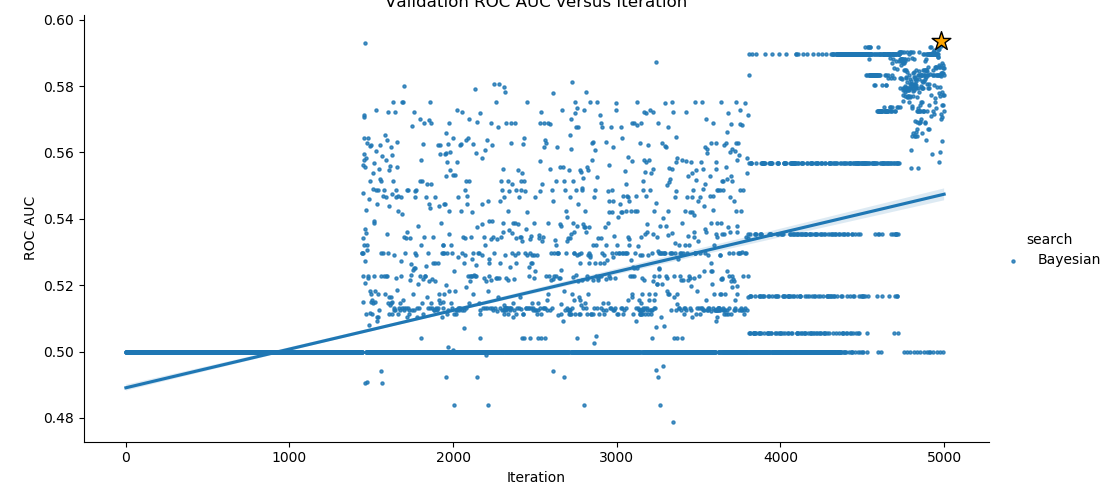 Validation ROC AUC versus Iteration
0.60
0.58
0.56
0.54
0.52
0.50
0.48
ROC AUC
0
1000
2000
3000
4000
5000
Iteration
search
Bayesian